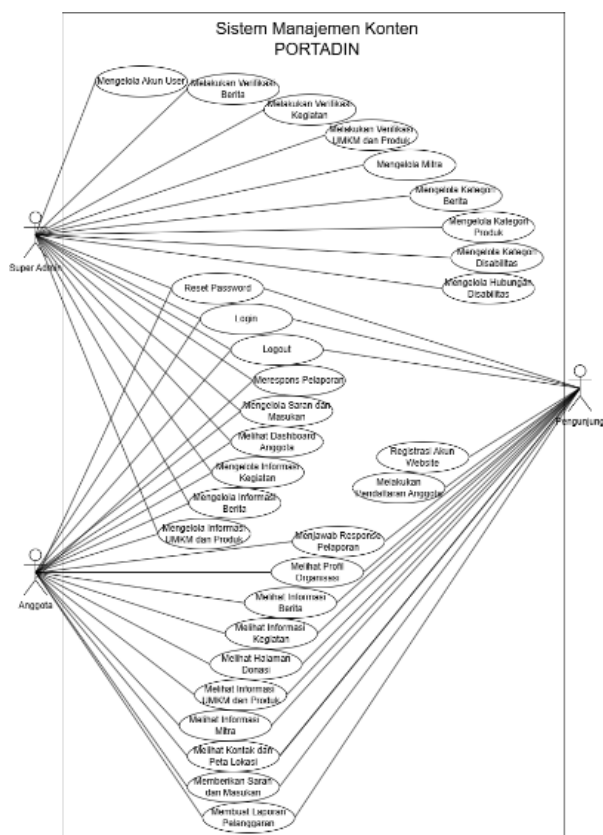 Sistem Manajemen Konten
PORTADIN
Mengelola Akun User
Melakukan Verifikasi
Berita
Melakukan Verifikasi
Kegiatan
Melakukan Verifikasi
UMKM dan Produk
Mengelola Mitra
Mengelola Kategori
Berita
Mengelola Kategori
Produk
Mengelola Kategori
Disabilitas
Mengelola Hubungan
Disabilitas
Super Admin
Reset Password
Login
Logout
Merespons Pelaporan
Mengelola Saran dan
Masukan
Melihat Dashboard
Anggota
Mengelola Informasi
Kegiatan
Mengelola Informasi
Berita
Mengelola Informasi
UMKM dan Produk
Pengunjung
Registrasi Akun
Website
Melakukan
Pendaftaran Anggota
Anggota
Menjawab Response
Pelaporan
Melihat Profil
Organisasi
Melihat Informasi
Berita
Melihat Informasi
Kegiatan
Melihat Halaman
Donasi
Melihat Informasi
UMKM dan Produk
Melihat Informasi
Mitra
Melihat Kontak dan
Peta Lokasi
Memberikan Saran
dan Masukan
Membuat Laporan
Pelanggaran